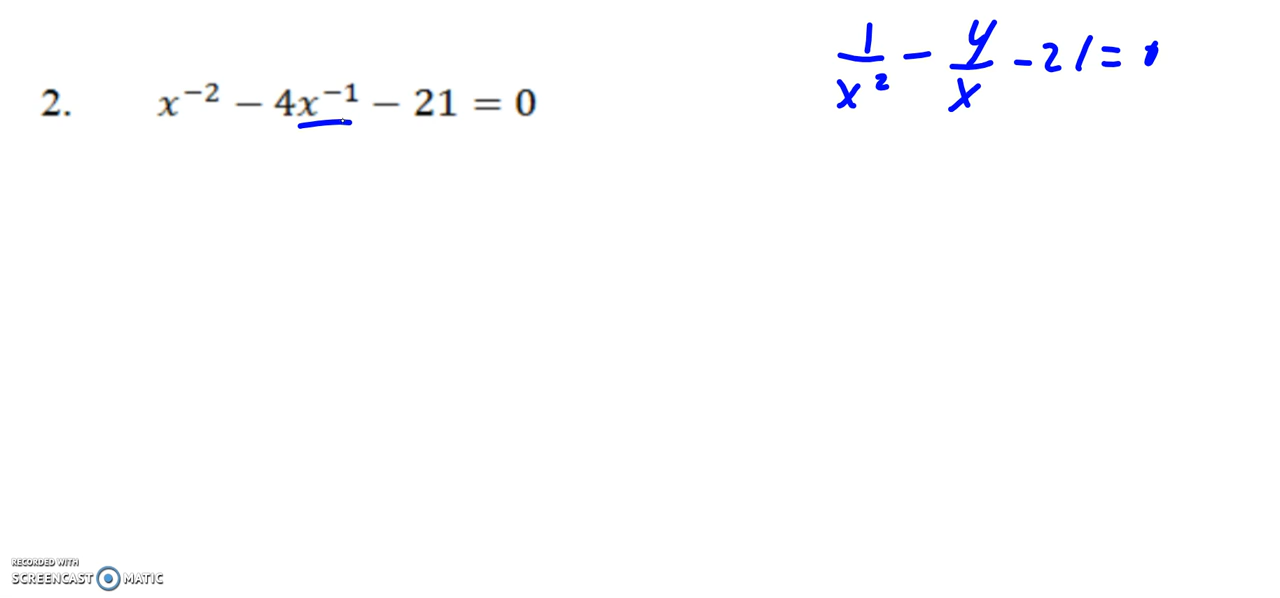 1/x² - 4/x - 21 = 0
2. x⁻² − 4x⁻¹ − 21 = 0
RECORDED WITH
SCREENCAST MATIC